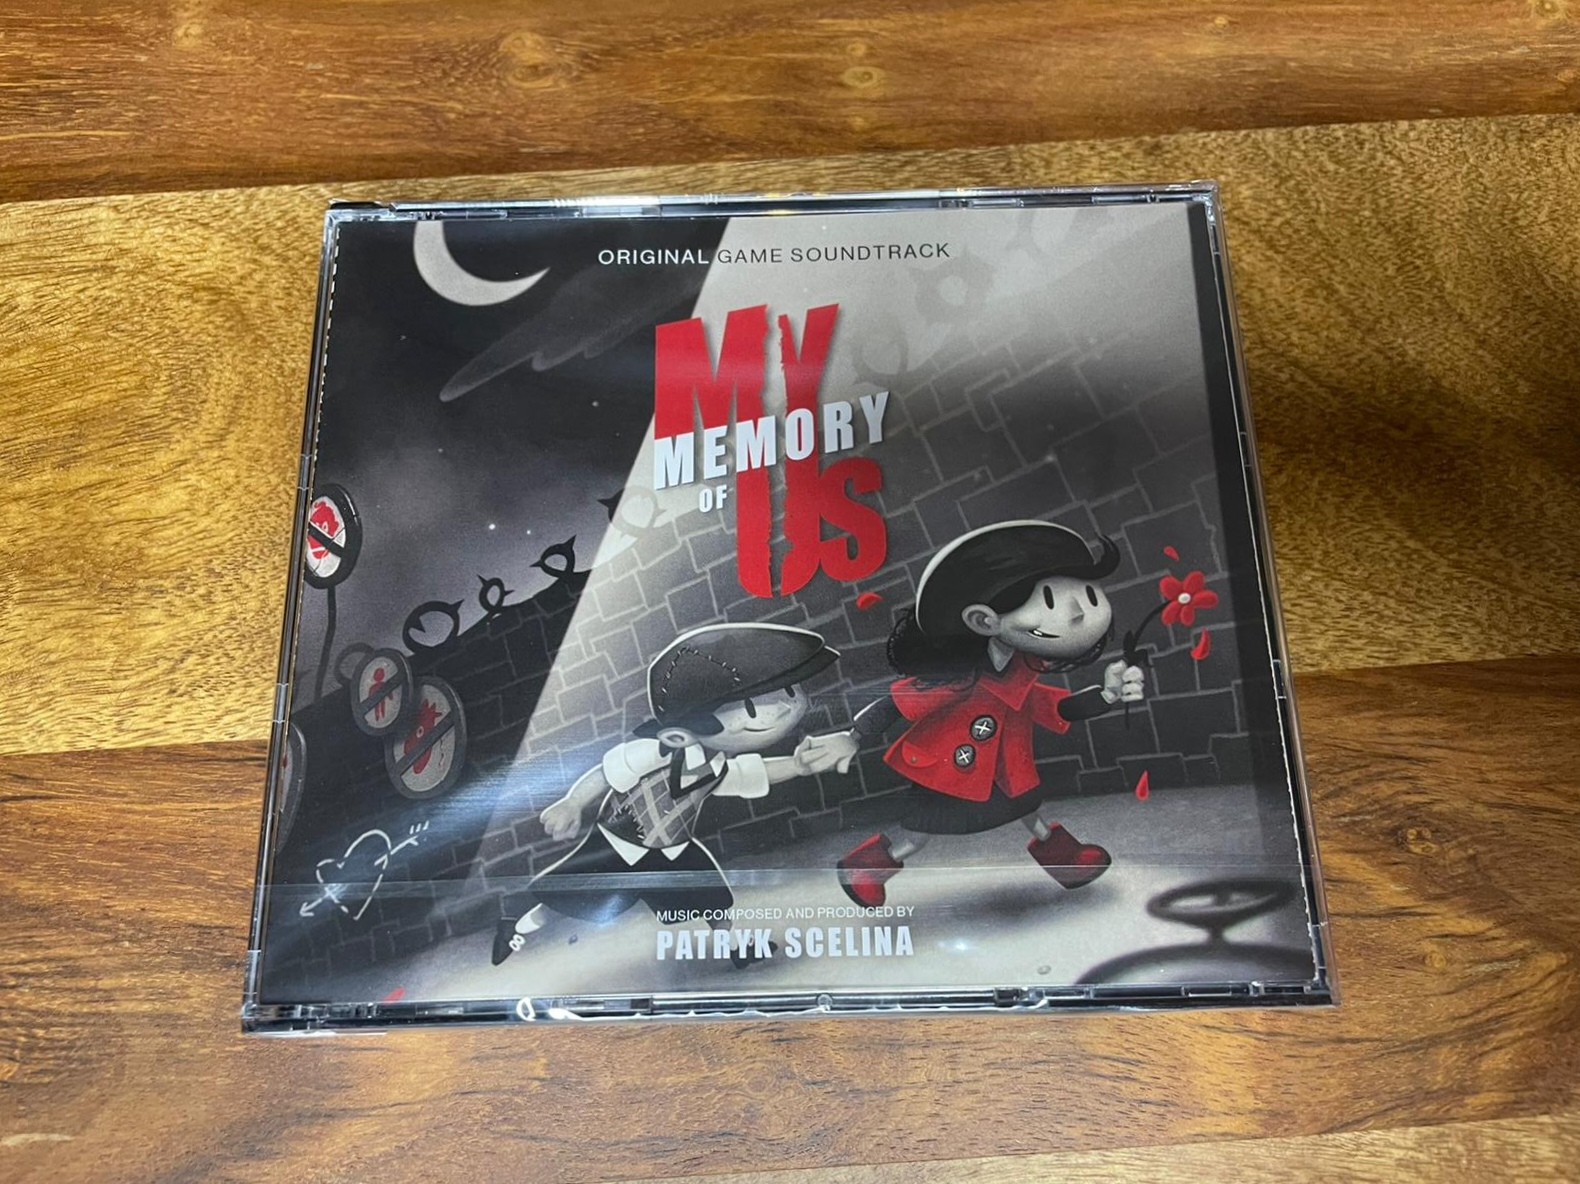 ORIGINAL GAME SOUNDTRACK
MY
MEMORY
OF
US
MUSIC COMPOSED AND PRODUCED BY
PATRYK SCELINA